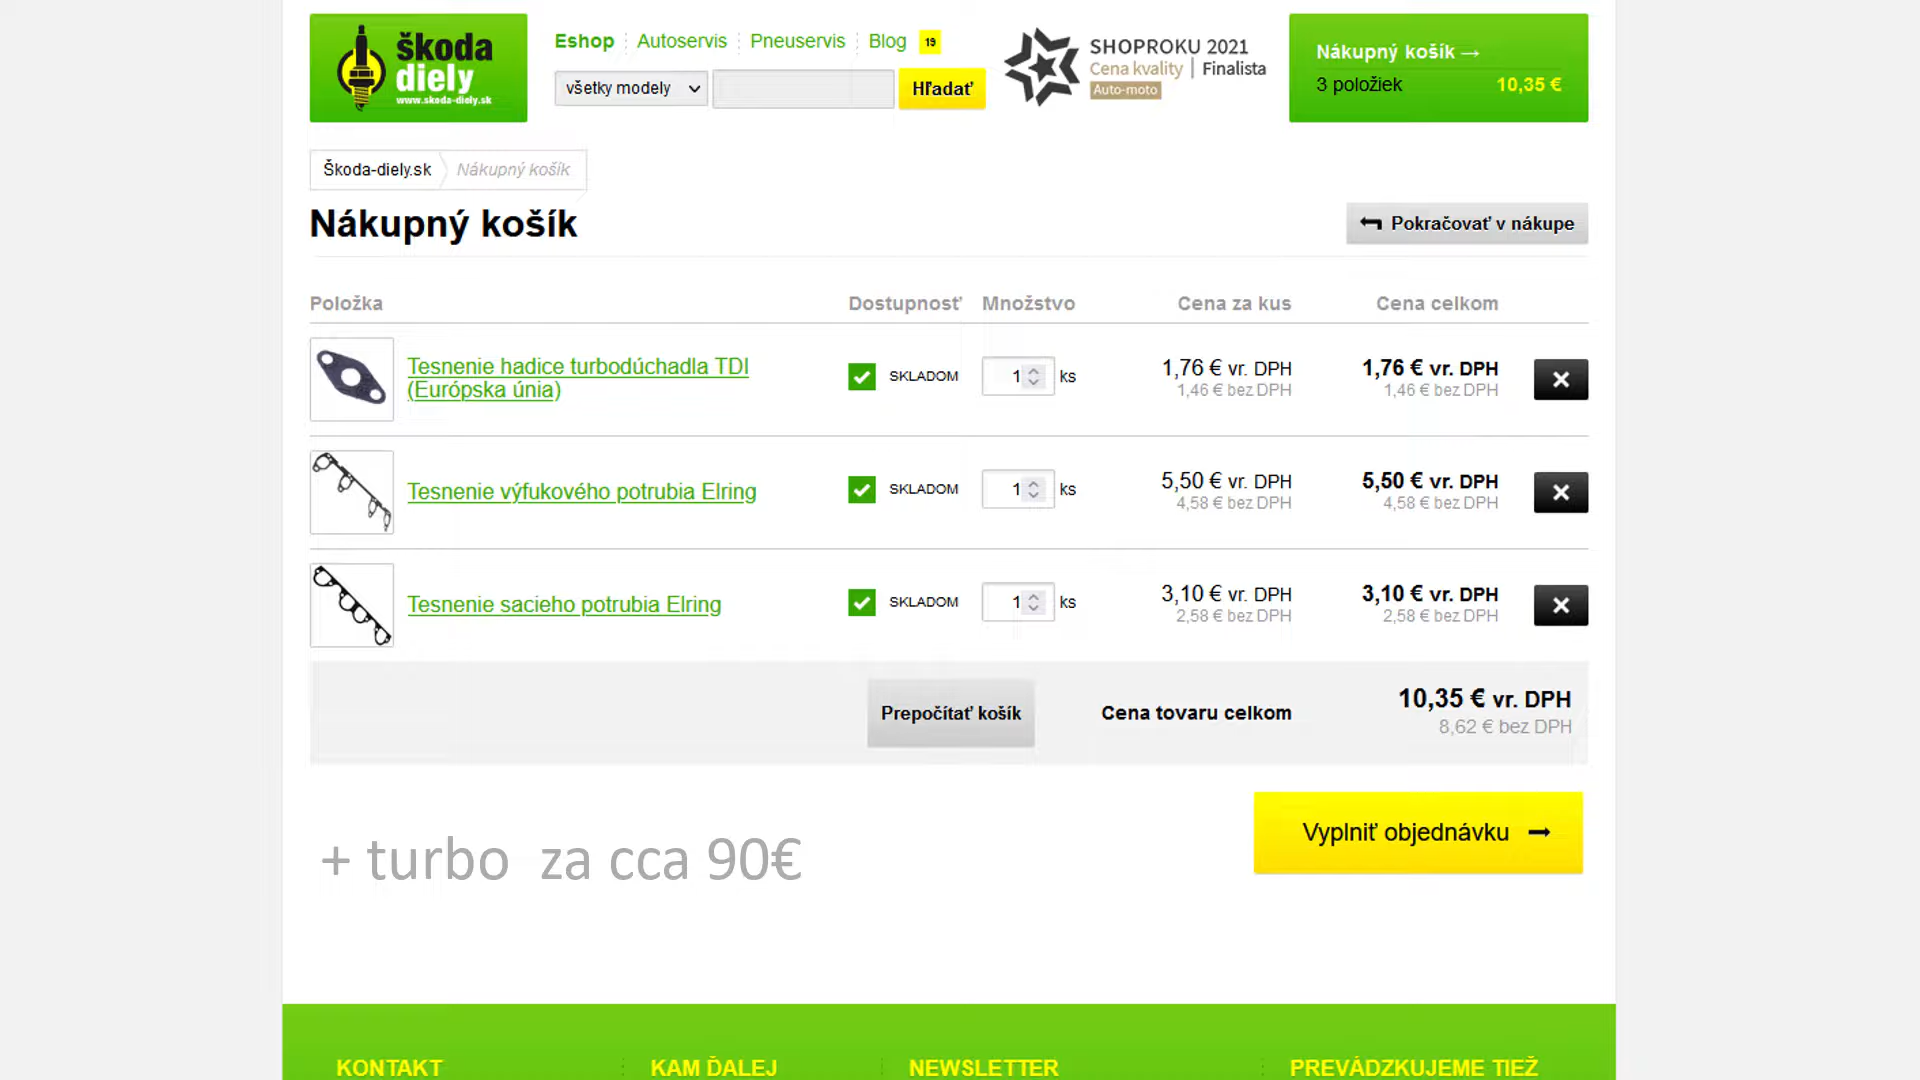 škoda
diely
www.skoda-diely.sk
Eshop Autoservis Pneuservis Blog 19
všetky modely Hľadať
SHOPROKU 2021
Cena kvality | Finalista
Auto-moto
Nákupný košík →
3 položiek 10,35 €
Škoda-diely.sk Nákupný košík
Nákupný košík
Pokračovať v nákupe
Položka Dostupnosť Množstvo Cena za kus Cena celkom
Tesnenie hadice turbodúchadla TDI
(Európska únia)
SKLADOM 1 ks 1,76 € vr. DPH 1,76 € vr. DPH
1,46 € bez DPH 1,46 € bez DPH
Tesnenie výfukového potrubia Elring SKLADOM 1 ks 5,50 € vr. DPH 5,50 € vr. DPH
4,58 € bez DPH 4,58 € bez DPH
Tesnenie sacieho potrubia Elring SKLADOM 1 ks 3,10 € vr. DPH 3,10 € vr. DPH
2,58 € bez DPH 2,58 € bez DPH
Prepočítať košík Cena tovaru celkom 10,35 € vr. DPH
8,62 € bez DPH
Vyplniť objednávku →
+ turbo za cca 90€
KONTAKT KAM ĎALEJ NEWSLETTER PREVÁDZKUJEME TIEŽ